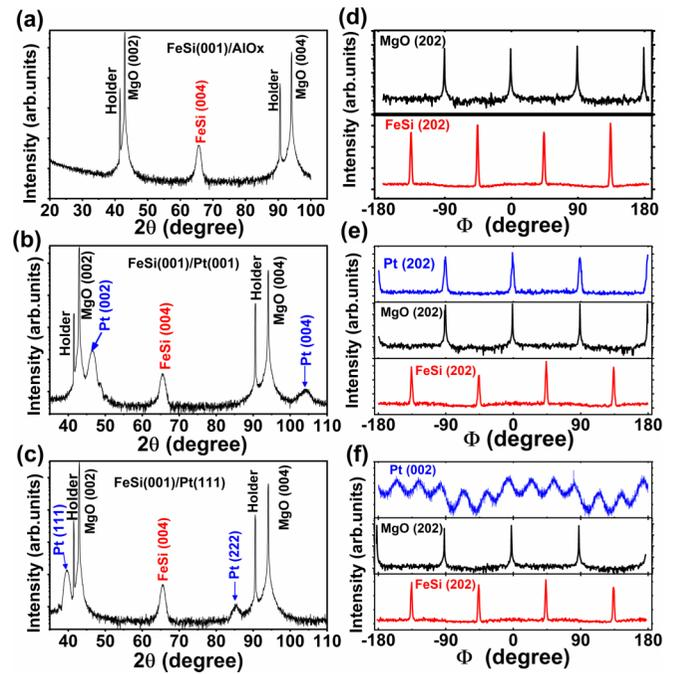 (a)
FeSi(001)/AlOx
Holder
MgO (002)
FeSi (004)
Holder
MgO (004)
Intensity (arb.units)
20 30 40 50 60 70 80 90 100
2θ (degree)
(d)
MgO (202)
FeSi (202)
Intensity (arb.units)
-180 -90 0 90 180
Φ (degree)
(b)
FeSi(001)/Pt(001)
Holder
MgO (002)
Pt (002)
FeSi (004)
Holder
MgO (004)
Pt (004)
Intensity (arb.units)
40 50 60 70 80 90 100 110
2θ (degree)
(e)
Pt (202)
MgO (202)
FeSi (202)
Intensity (arb.units)
-180 -90 0 90 180
Φ (degree)
(c)
FeSi(001)/Pt(111)
Pt (111)
Holder
MgO (002)
FeSi (004)
Pt (222)
Holder
MgO (004)
Intensity (arb.units)
40 50 60 70 80 90 100 110
2θ (degree)
(f)
Pt (002)
MgO (202)
FeSi (202)
Intensity (arb.units)
-180 -90 0 90 180
Φ (degree)